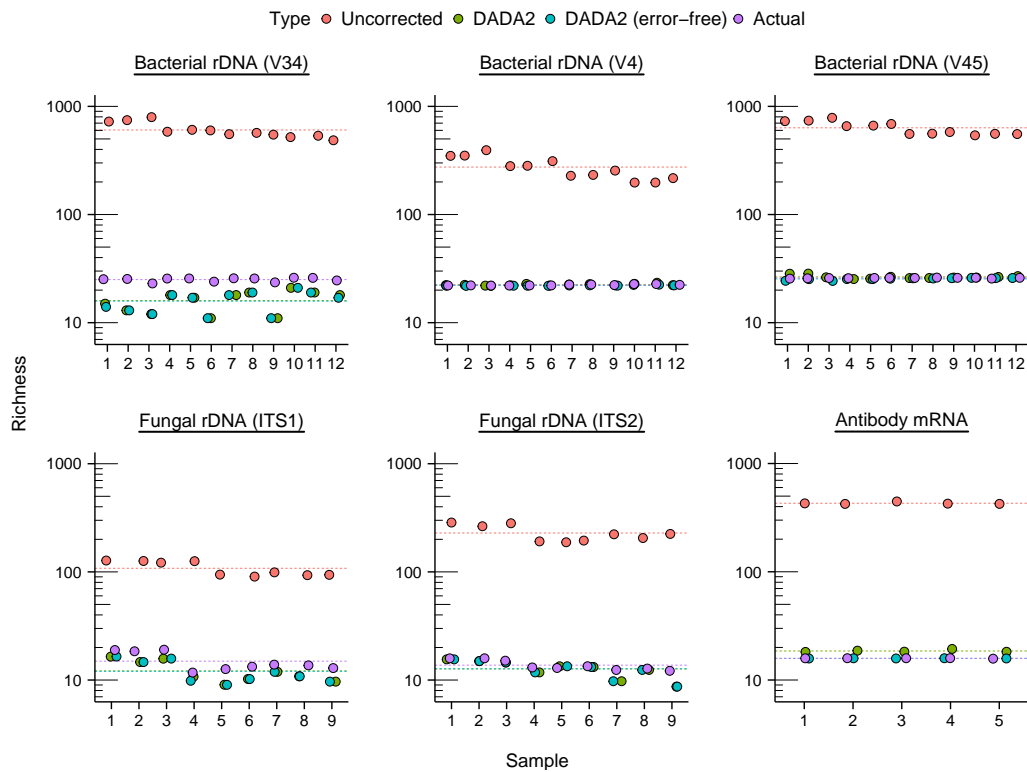 Type Uncorrected DADA2 DADA2 (error−free) Actual
Bacterial rDNA (V34) Bacterial rDNA (V4) Bacterial rDNA (V45)
1000 1000 1000
100 100 100
10 10 10
1 2 3 4 5 6 7 8 9 10 11 12 1 2 3 4 5 6 7 8 9 10 11 12 1 2 3 4 5 6 7 8 9 10 11 12
Richness
Fungal rDNA (ITS1) Fungal rDNA (ITS2) Antibody mRNA
1000 1000 1000
100 100 100
10 10 10
1 2 3 4 5 6 7 8 9 1 2 3 4 5 6 7 8 9 1 2 3 4 5
Sample